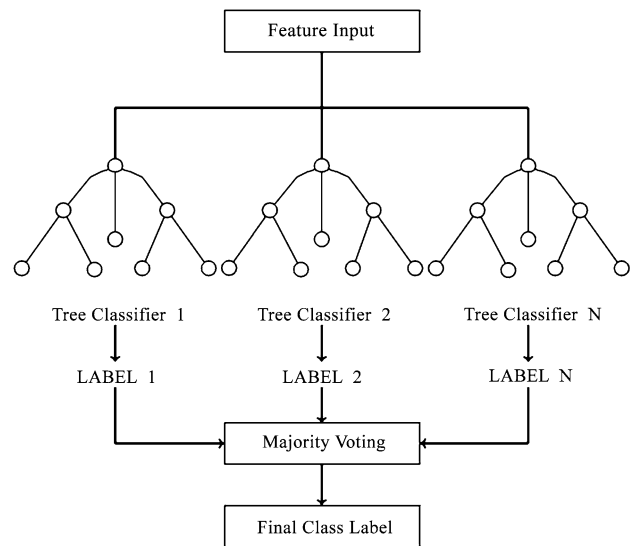 Feature Input
Tree Classifier 1
Tree Classifier 2
Tree Classifier N
LABEL 1
LABEL 2
LABEL N
Majority Voting
Final Class Label